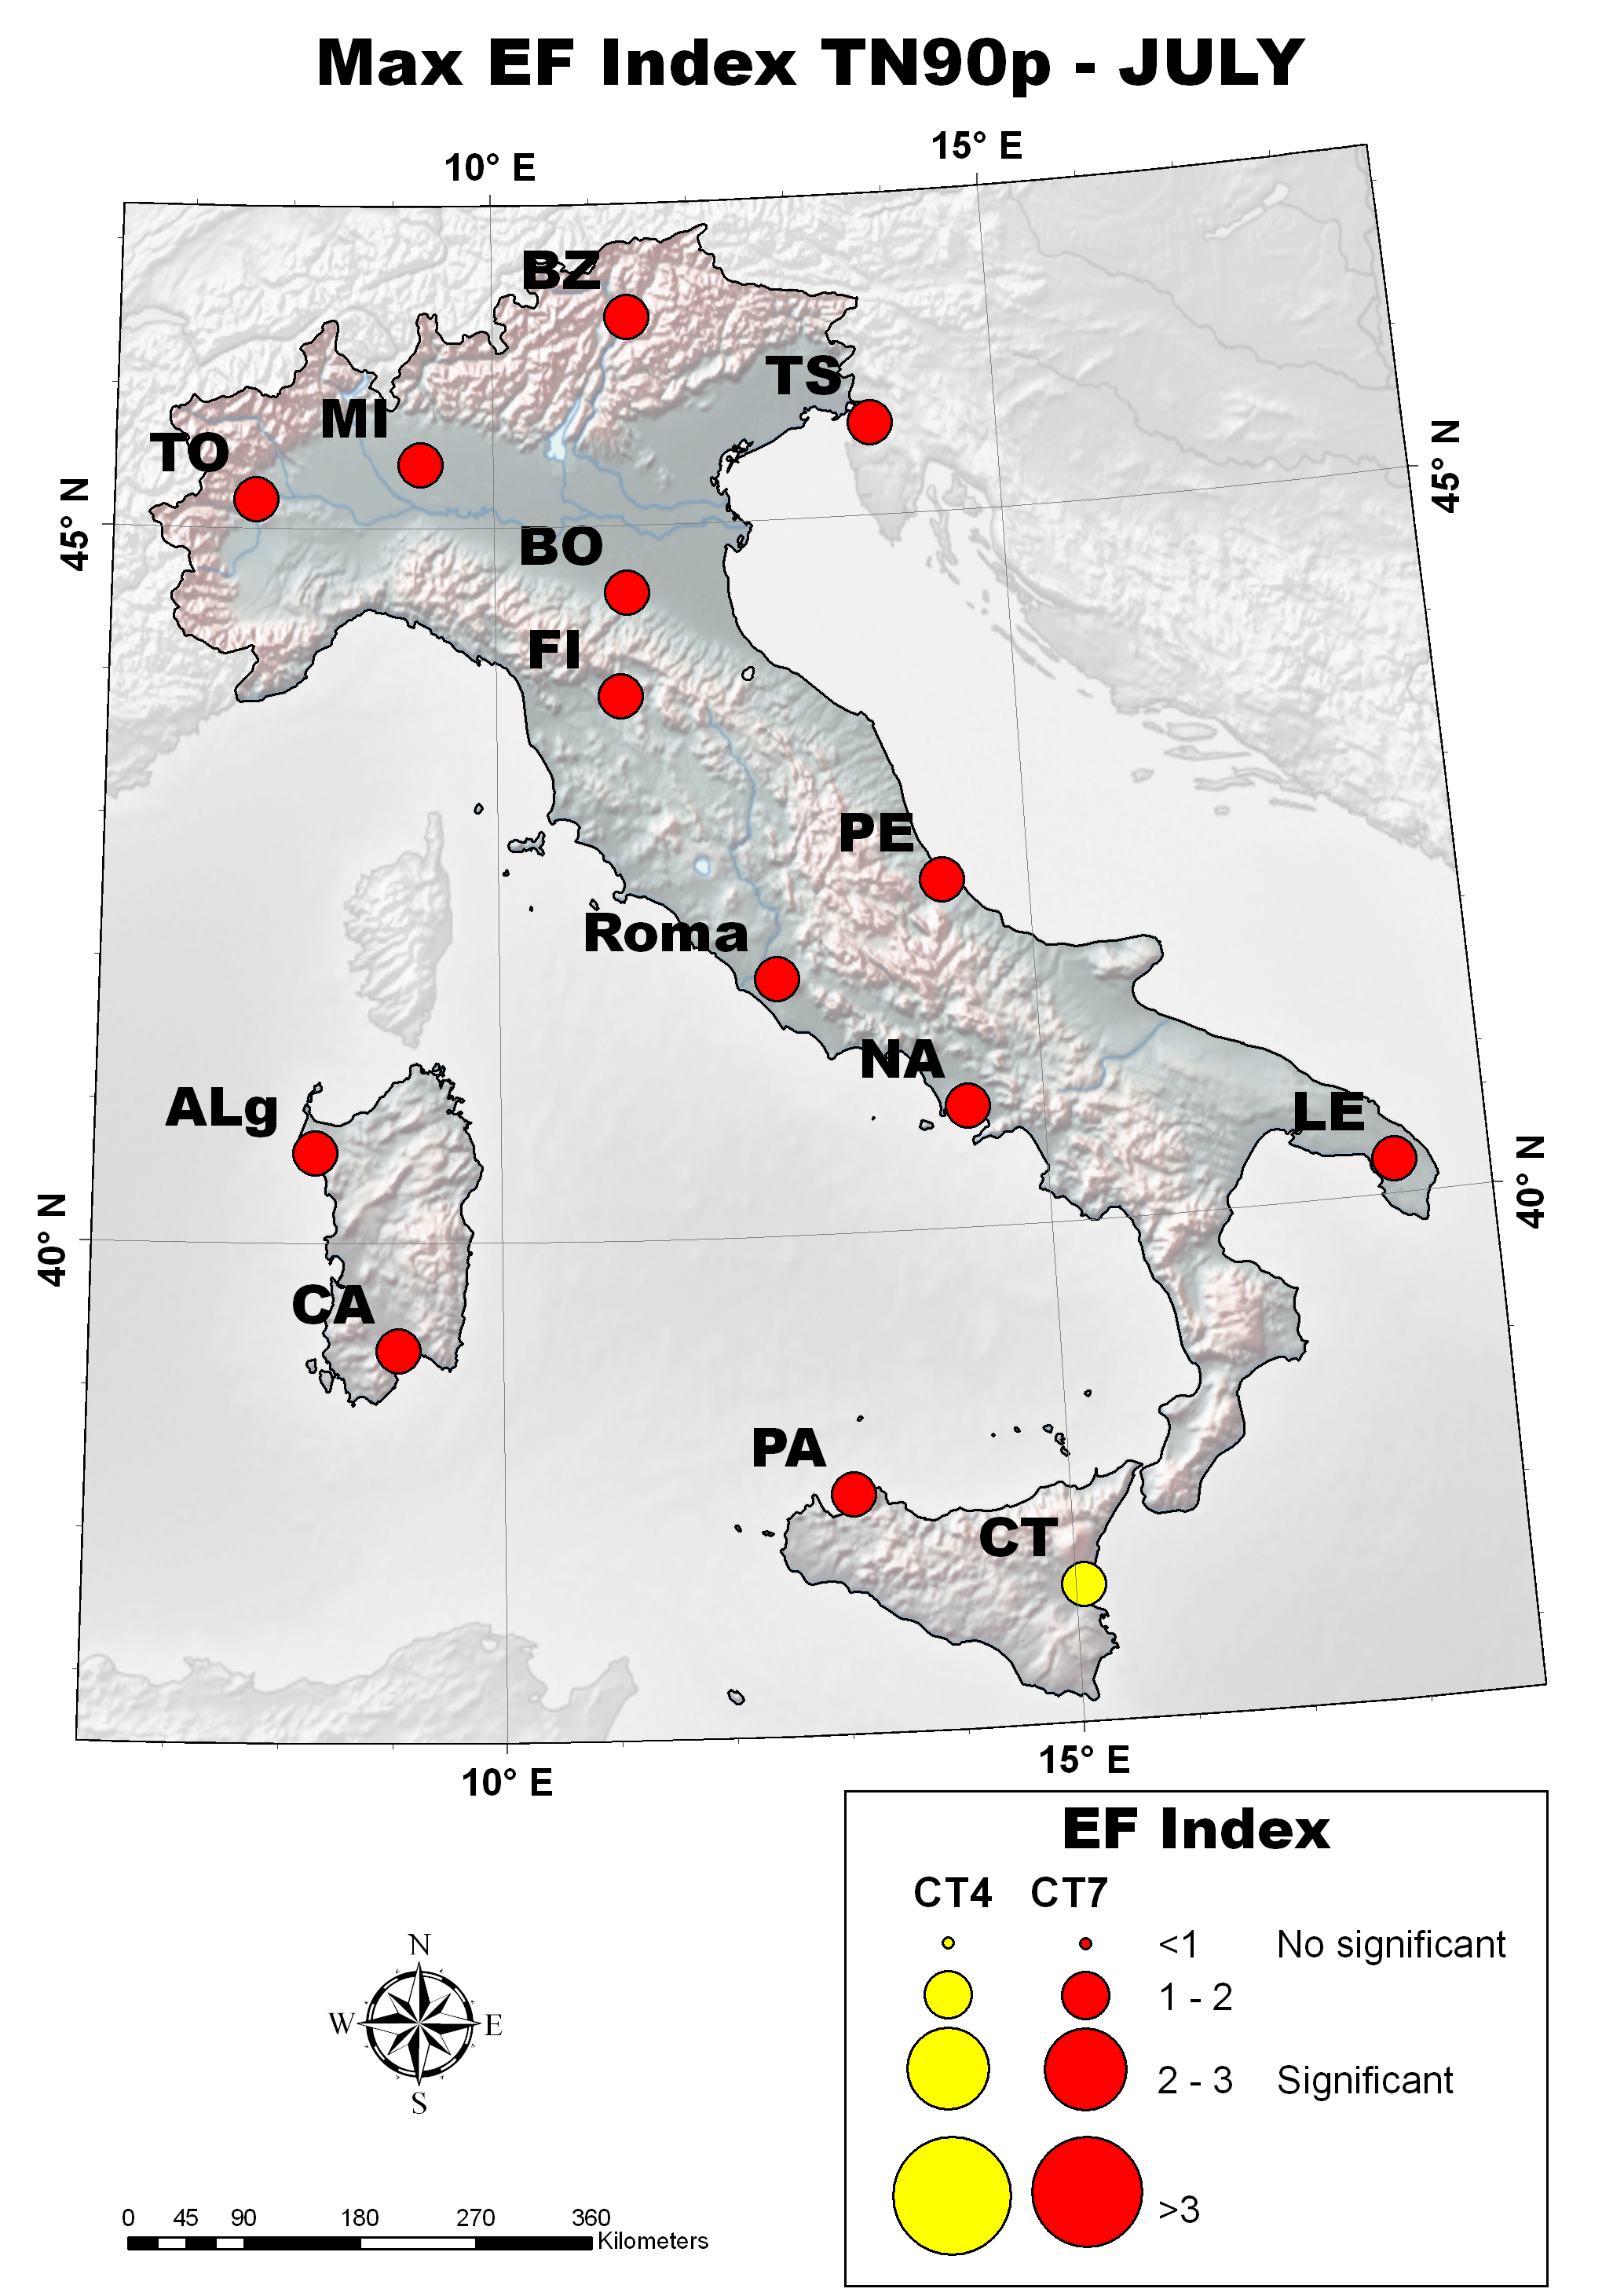 Max EF Index TN90p - JULY
10° E
15° E
BZ
TS
MI
TO
45° N
45° N
BO
FI
PE
Roma
NA
ALg
LE
40° N
40° N
CA
PA
CT
10° E
15° E
EF Index
CT4 CT7
<1 No significant
1 - 2
2 - 3 Significant
>3
N
W E
S
0 45 90 180 270 360
Kilometers